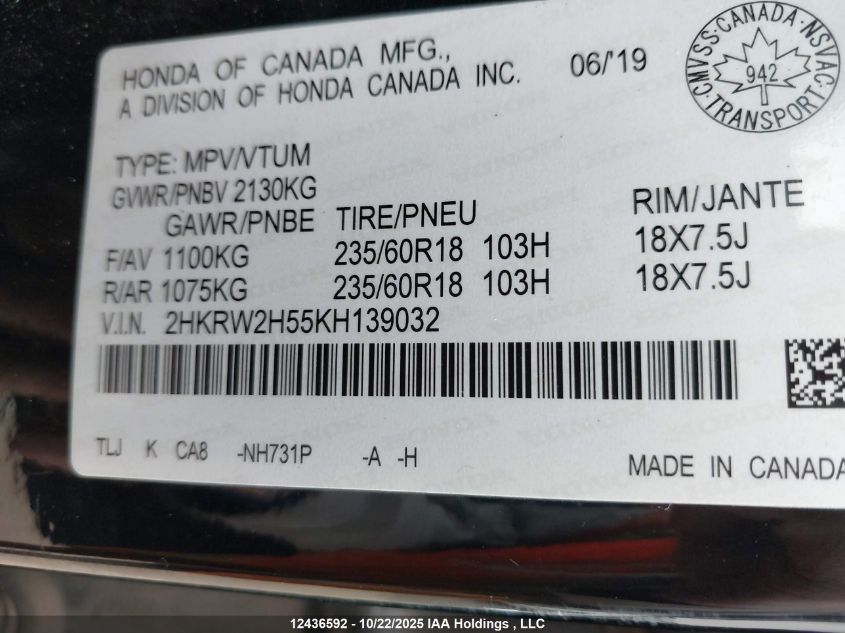 HONDA OF CANADA MFG.,
A DIVISION OF HONDA CANADA INC. 06/'19
CMVSS · CANADA · NSVAC · TRANSPORT
942
TYPE: MPV/VTUM
GVWR/PNBV 2130KG
GAWR/PNBE TIRE/PNEU RIM/JANTE
F/AV 1100KG 235/60R18 103H 18X7.5J
R/AR 1075KG 235/60R18 103H 18X7.5J
V.I.N. 2HKRW2H55KH139032
TLJ K CA8 -NH731P -A -H
MADE IN CANADA
12436592 - 10/22/2025 IAA Holdings , LLC